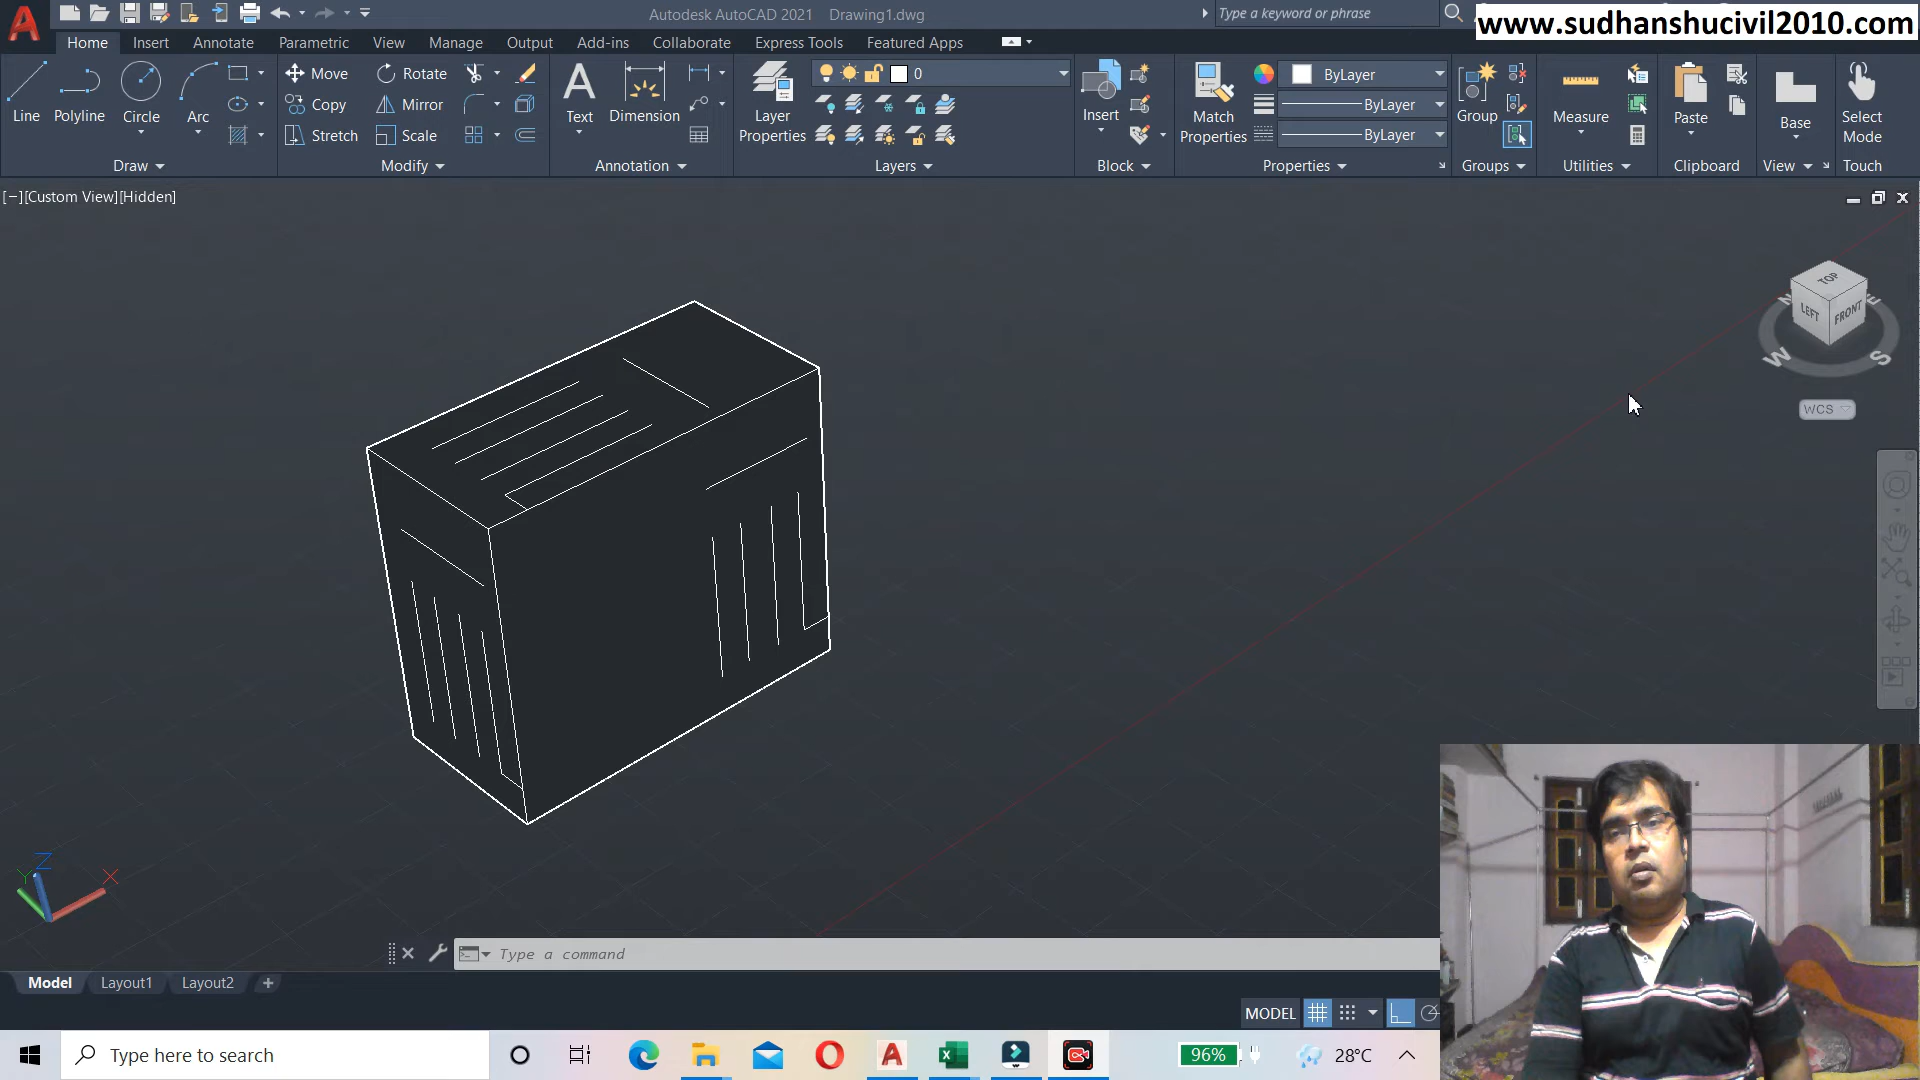 Autodesk AutoCAD 2021 Drawing1.dwg
Type a keyword or phrase
www.sudhanshucivil2010.com
Home Insert Annotate Parametric View Manage Output Add-ins Collaborate Express Tools Featured Apps
Line Polyline Circle Arc
Move Rotate
Copy Mirror
Stretch Scale
Text Dimension
Layer Properties
0
Insert
Match Properties
ByLayer
ByLayer
ByLayer
Group
Measure
Paste
Base
Select Mode
Draw Modify Annotation Layers Block Properties Groups Utilities Clipboard View Touch
[−][Custom View][Hidden]
TOP
LEFT FRONT
N E
W S
WCS
Z
Y X
Type a command
Model Layout1 Layout2 +
MODEL
Type here to search
96%
28°C